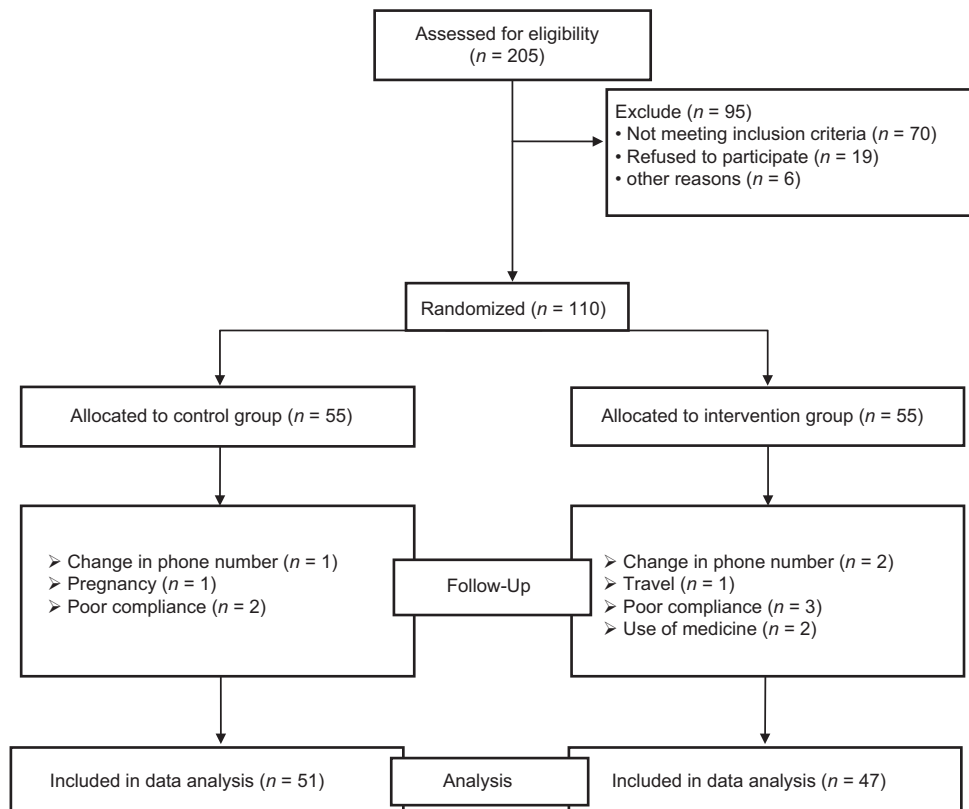 Assessed for eligibility
(n = 205)
Exclude (n = 95)
• Not meeting inclusion criteria (n = 70)
• Refused to participate (n = 19)
• other reasons (n = 6)
Randomized (n = 110)
Allocated to control group (n = 55)
Allocated to intervention group (n = 55)
➢ Change in phone number (n = 1)
➢ Pregnancy (n = 1)
➢ Poor compliance (n = 2)
Follow-Up
➢ Change in phone number (n = 2)
➢ Travel (n = 1)
➢ Poor compliance (n = 3)
➢ Use of medicine (n = 2)
Included in data analysis (n = 51)
Analysis
Included in data analysis (n = 47)